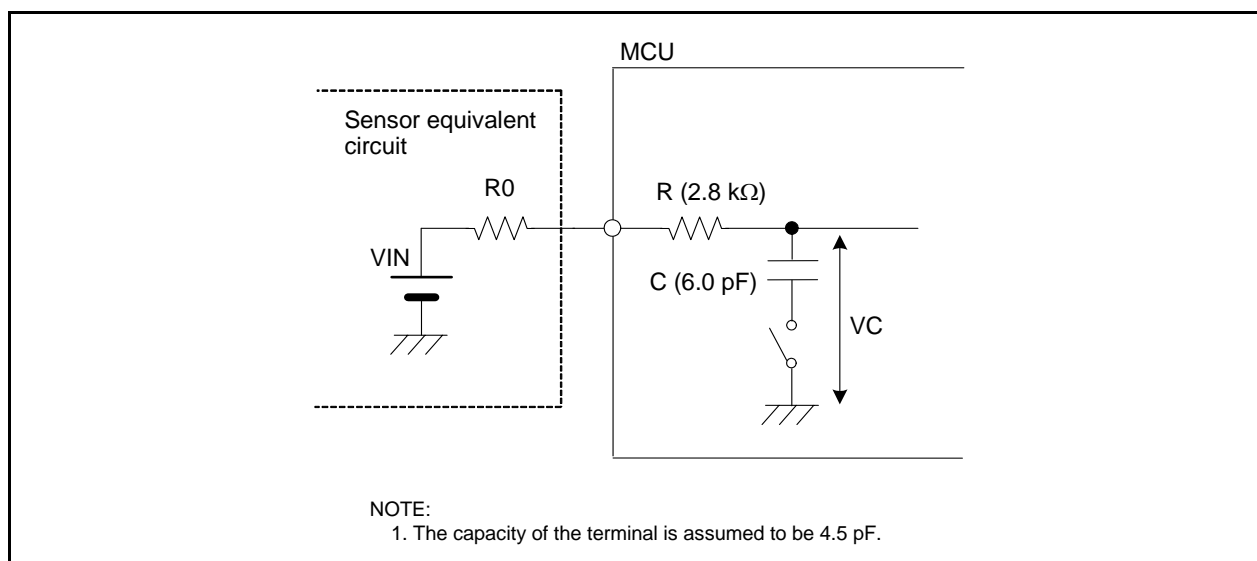 MCU
Sensor equivalent
circuit
R0
R (2.8 kΩ)
VIN
C (6.0 pF)
VC
NOTE:
1. The capacity of the terminal is assumed to be 4.5 pF.